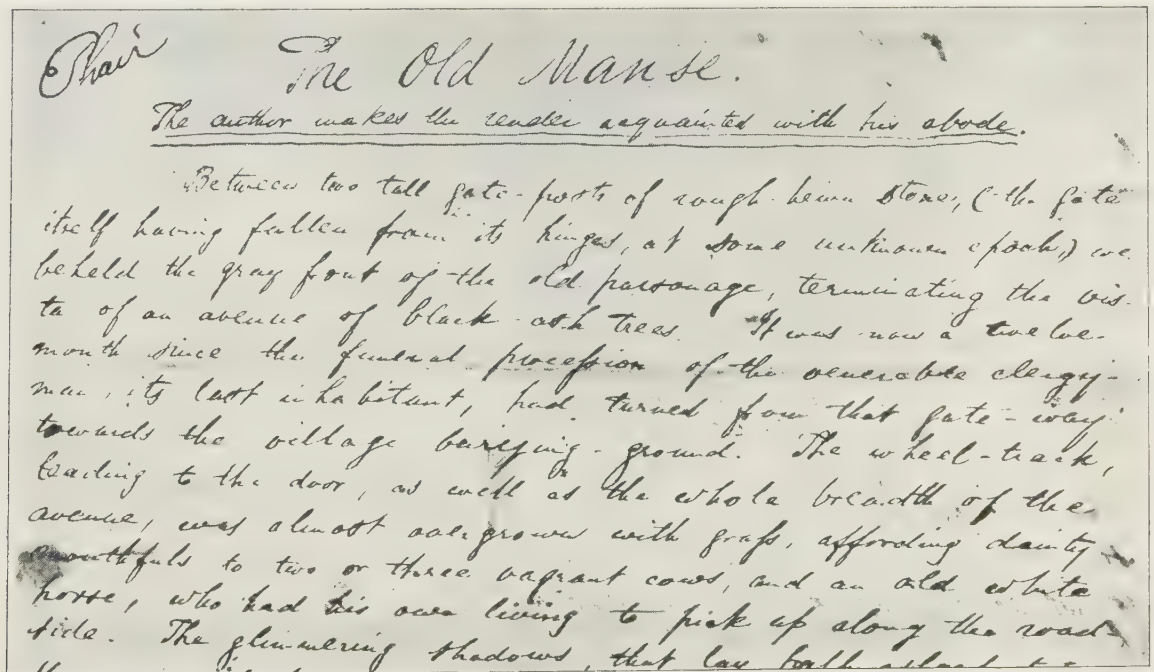 Phair
The Old Manse.
The author makes the reader acquainted with his abode.
Between two tall gate-posts of rough-hewn stone, (the gate
itself having fallen from its hinges, at some unknown epoch,) we
beheld the gray front of the old parsonage, terminating the vis-
ta of an avenue of black-ash trees. It was now a twelve-
month since the funeral procession of the venerable clergy-
man, its last inhabitant, had turned from that gate-way
towards the village burying-ground. The wheel-track,
leading to the door, as well as the whole breadth of the
avenue, was almost overgrown with grass, affording dainty
mouthfuls to two or three vagrant cows, and an old white
horse, who had his own living to pick up along the road-
side. The glimmering shadows, that lay half asleep